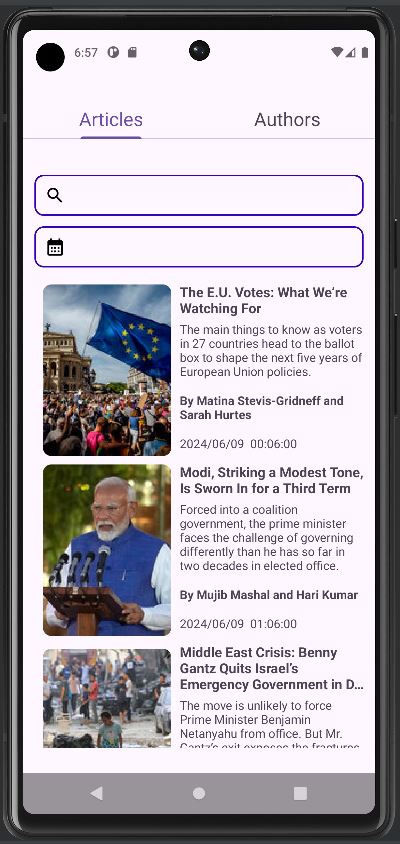 6:57
Articles
Authors
The E.U. Votes: What We're
Watching For
The main things to know as voters
in 27 countries head to the ballot
box to shape the next five years of
European Union policies.
By Matina Stevis-Gridneff and
Sarah Hurtes
2024/06/09 00:06:00
Modi, Striking a Modest Tone,
Is Sworn In for a Third Term
Forced into a coalition
government, the prime minister
faces the challenge of governing
differently than he has so far in
two decades in elected office.
By Mujib Mashal and Hari Kumar
2024/06/09 01:06:00
Middle East Crisis: Benny
Gantz Quits Israel's
Emergency Government in D…
The move is unlikely to force
Prime Minister Benjamin
Netanyahu from office. But Mr.
Gantz's exit exposes the fractures